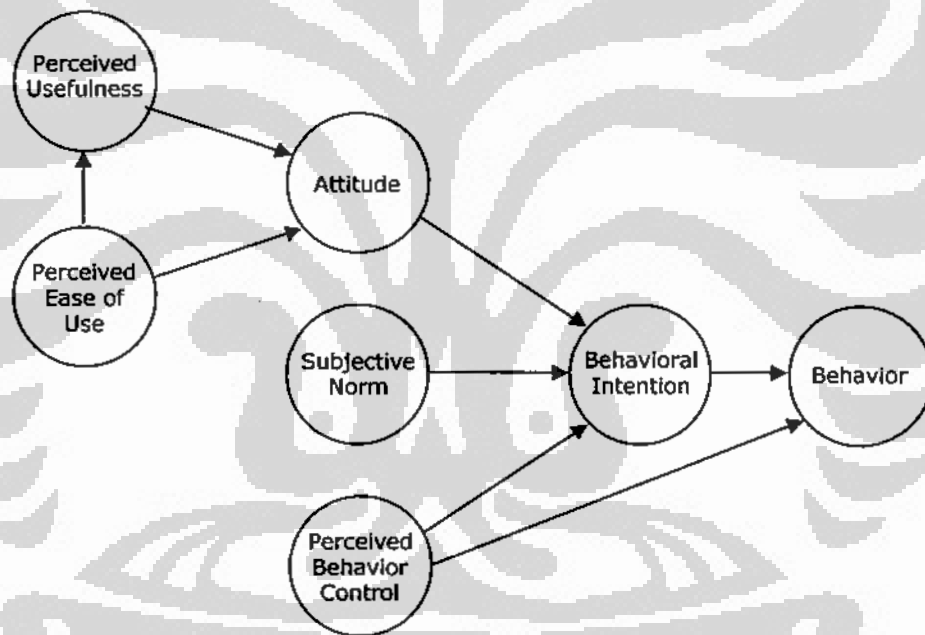 Perceived
Usefulness
Attitude
Perceived
Ease of
Use
Subjective
Norm
Behavioral
Intention
Behavior
Perceived
Behavior
Control